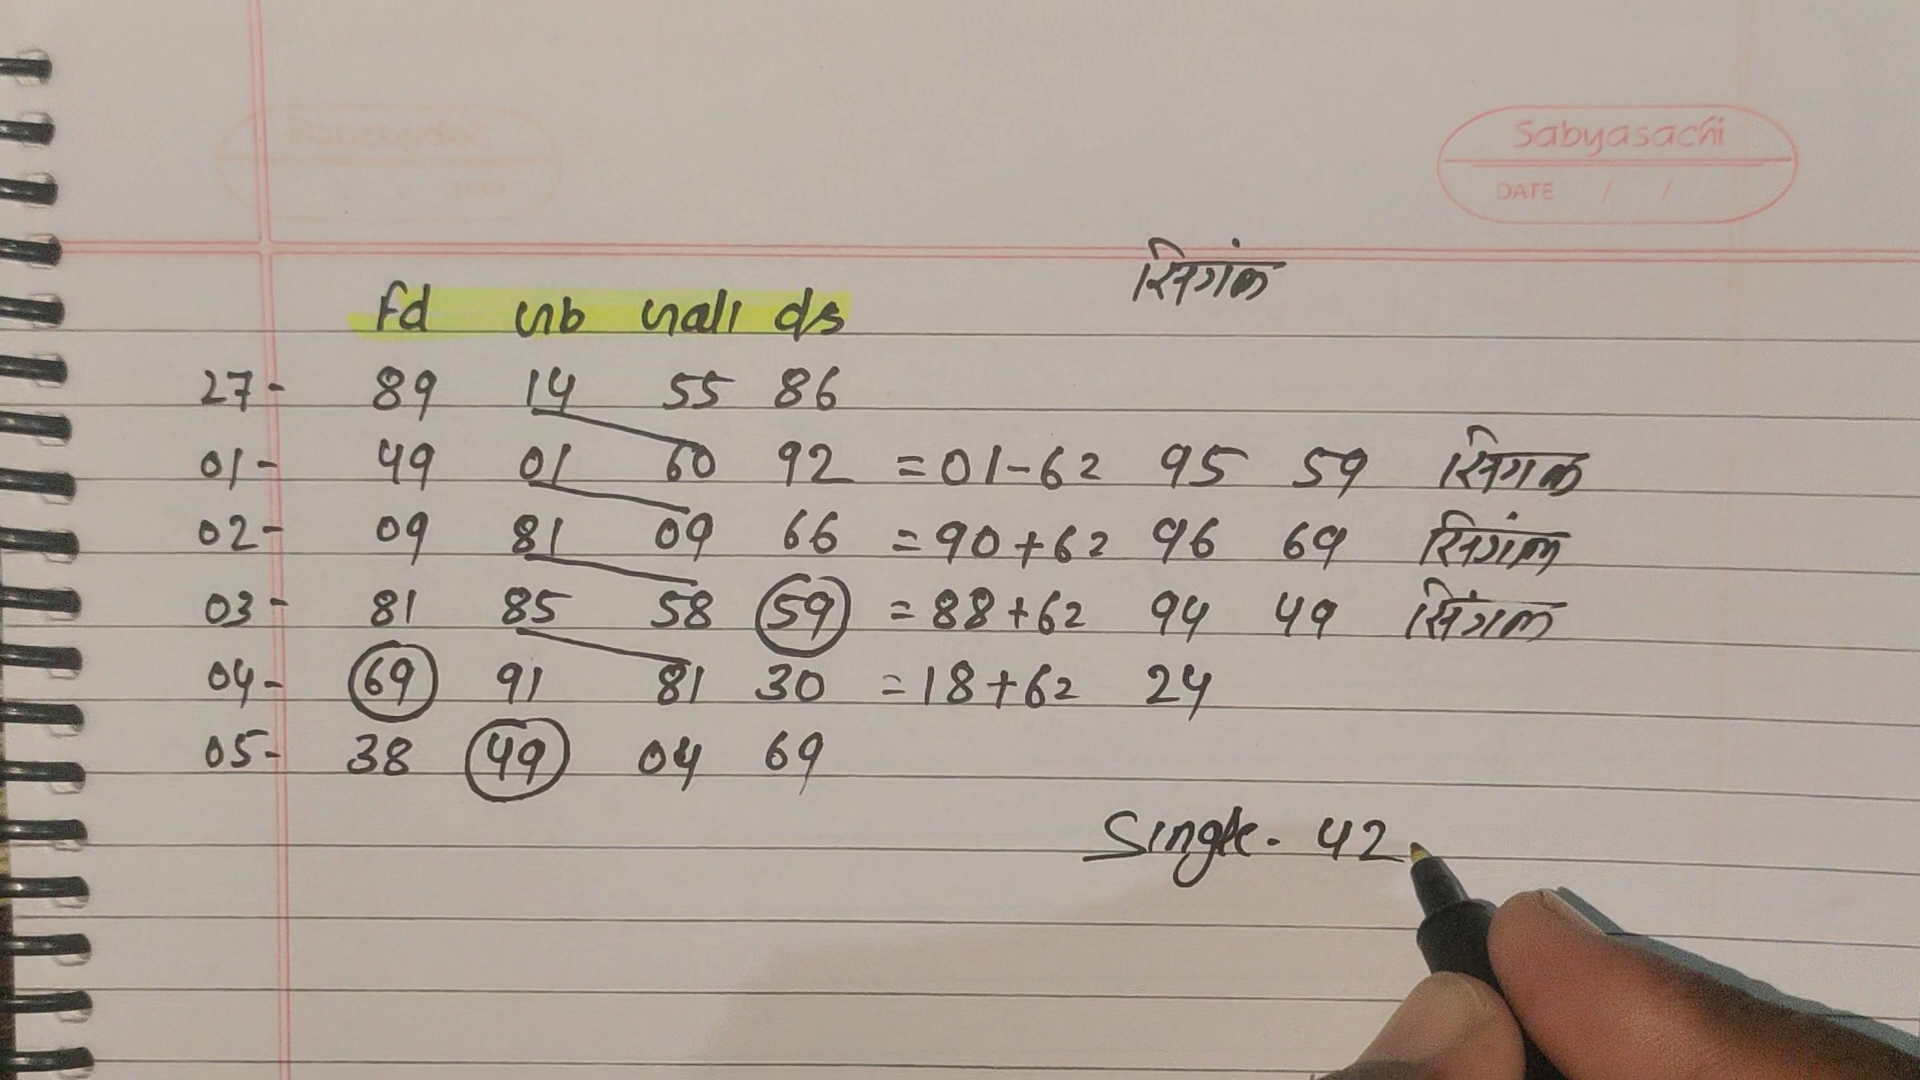 Sabyasachi
DATE / /
सिगंल
Fd gb gali ds
27- 89 14 55 86
01- 49 01 60 92 = 01-62 95 59 सिगल
02- 09 81 09 66 = 90+62 96 69 सिंगंल
03- 81 85 58 59 = 88+62 94 49 सिंगल
04- 69 91 81 30 = 18+62 24
05- 38 49 04 69
Single. 42